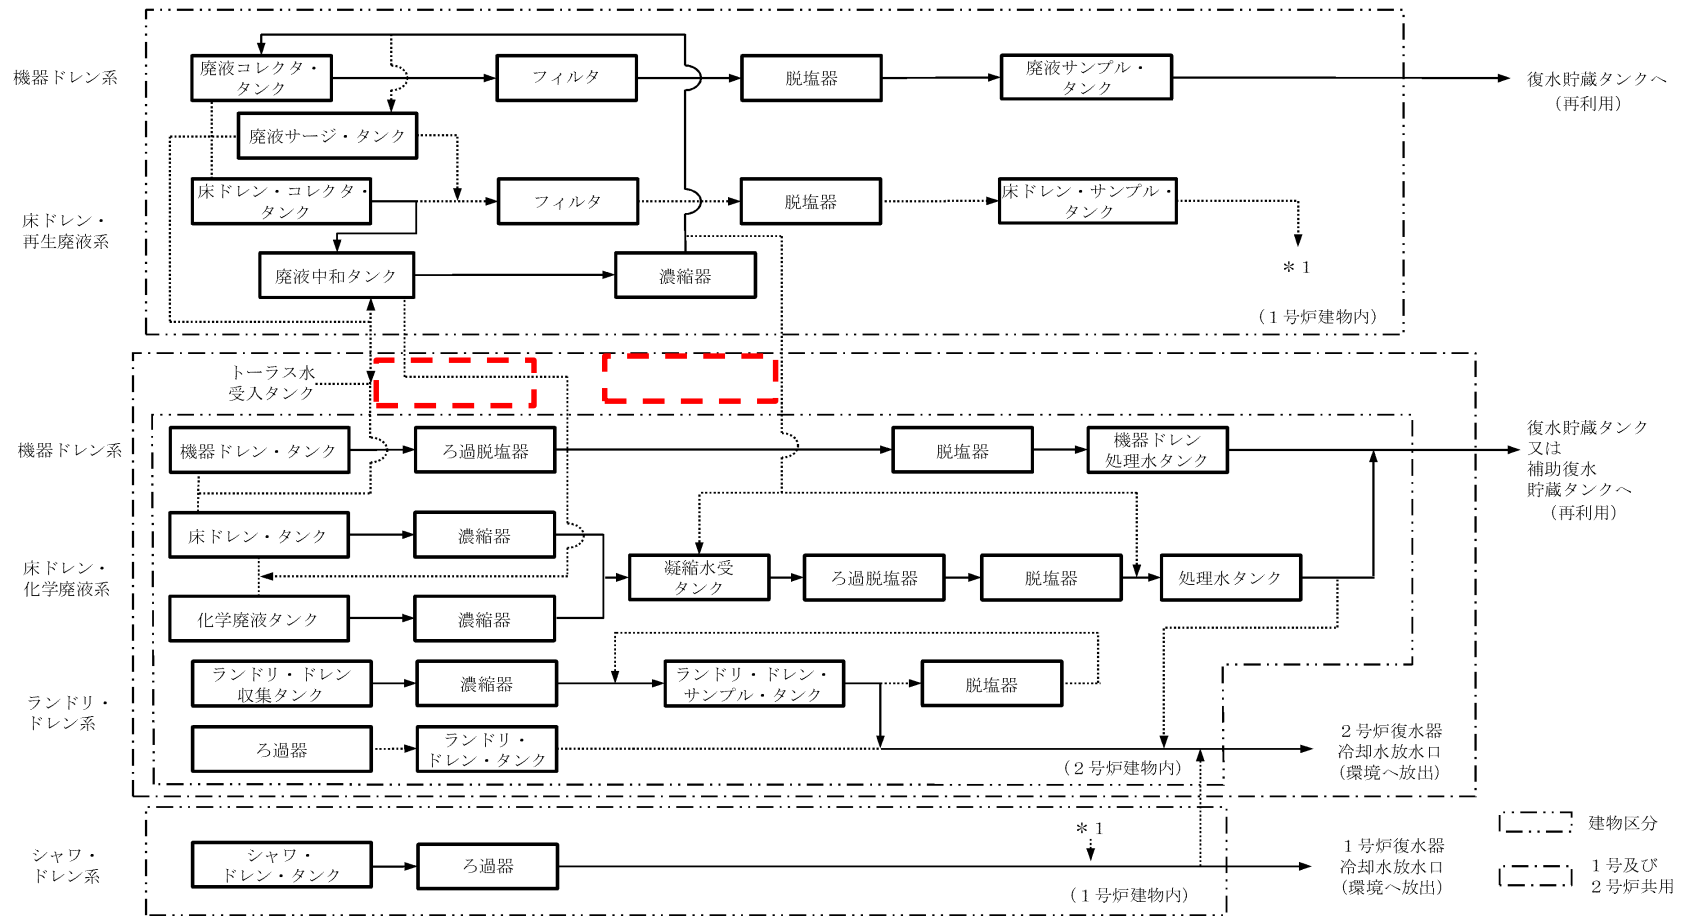 機器ドレン系
廃液コレクタ・
タンク
フィルタ
脱塩器
廃液サンプル・
タンク
復水貯蔵タンクへ
(再利用)
廃液サージ・タンク
床ドレン・
再生廃液系
床ドレン・コレクタ・
タンク
フィルタ
脱塩器
床ドレン・サンプル・
タンク
廃液中和タンク
濃縮器
＊1
(1号炉建物内)
トーラス水
受入タンク
機器ドレン系
機器ドレン・タンク
ろ過脱塩器
脱塩器
機器ドレン
処理水タンク
復水貯蔵タンク
又は
補助復水
貯蔵タンクへ
(再利用)
床ドレン・
化学廃液系
床ドレン・タンク
濃縮器
凝縮水受
タンク
ろ過脱塩器
脱塩器
処理水タンク
化学廃液タンク
濃縮器
ランドリ・
ドレン系
ランドリ・ドレン
収集タンク
濃縮器
ランドリ・ドレン・
サンプル・タンク
脱塩器
ろ過器
ランドリ・
ドレン・タンク
(2号炉建物内)
2号炉復水器
冷却水放水口
(環境へ放出)
シャワ・
ドレン系
シャワ・
ドレン・タンク
ろ過器
＊1
(1号炉建物内)
1号炉復水器
冷却水放水口
(環境へ放出)
建物区分
1号及び
2号炉共用